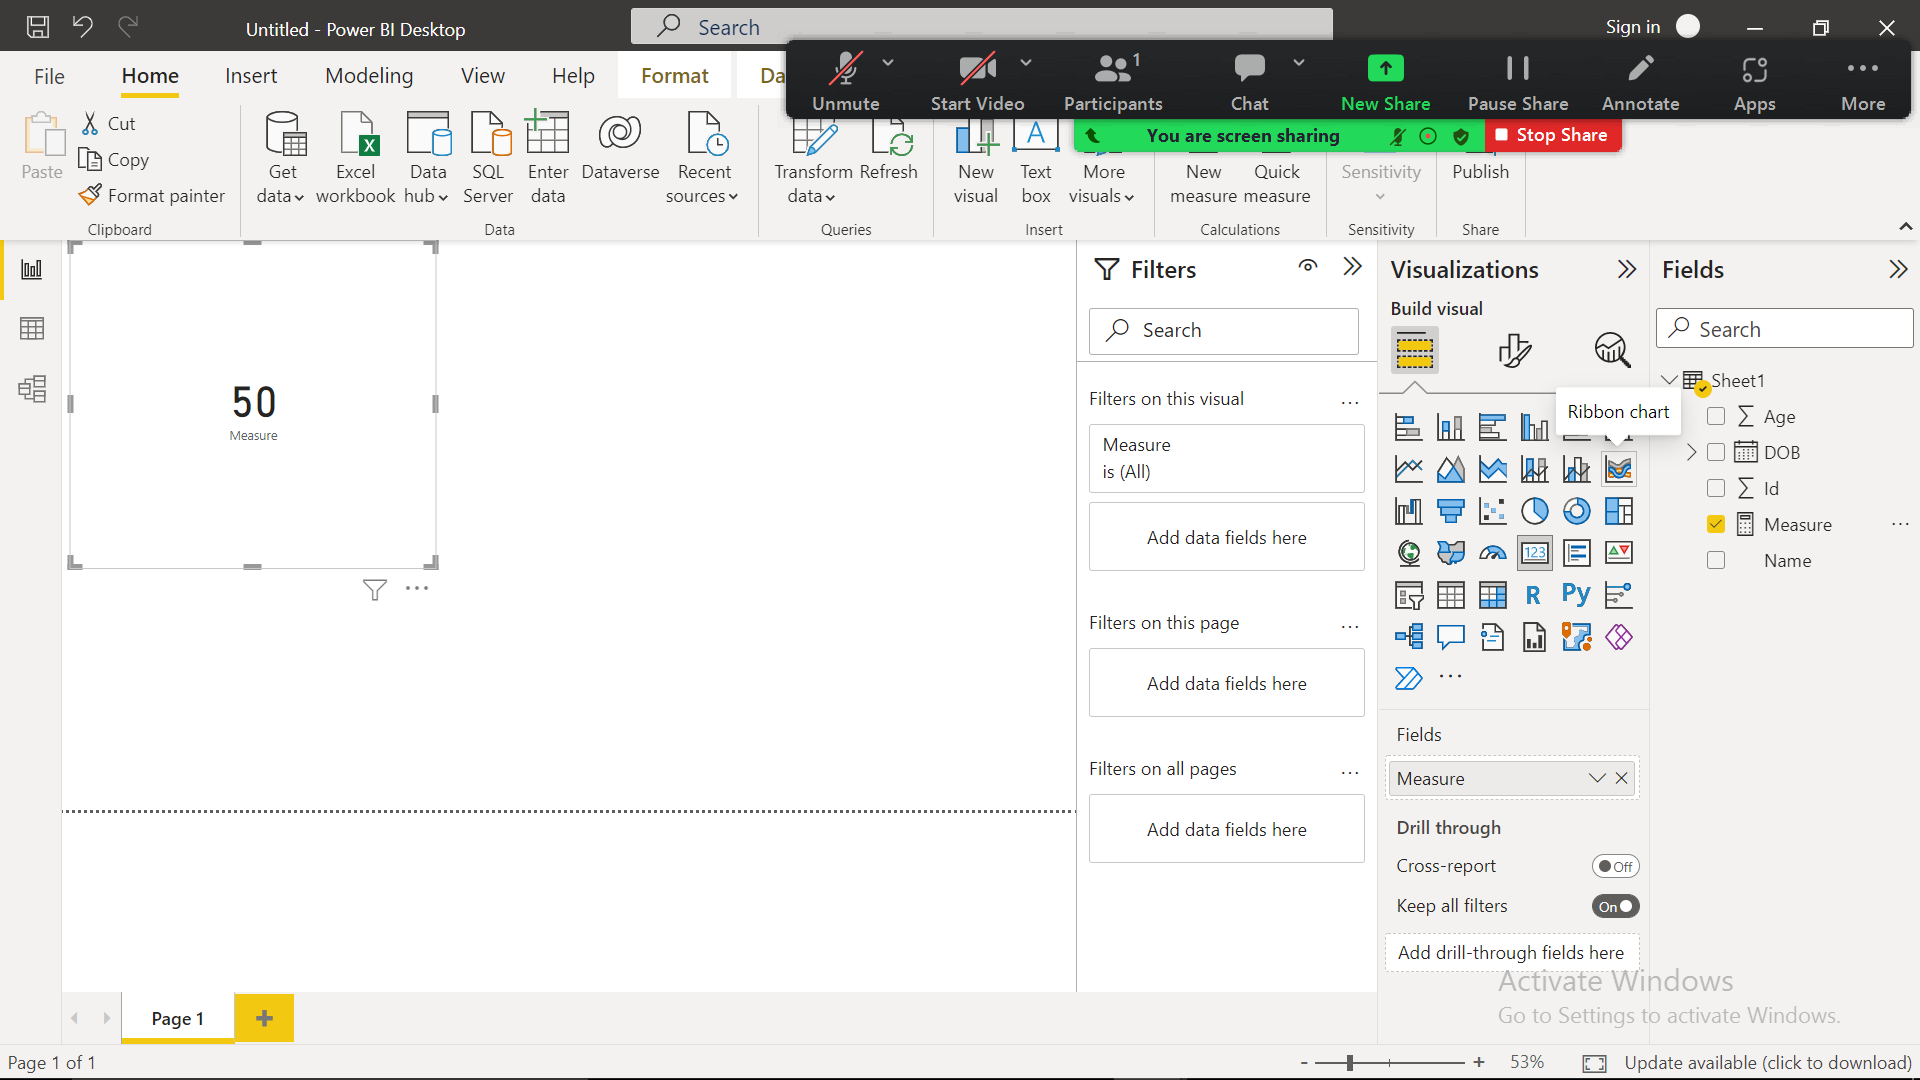 Untitled - Power BI Desktop
Search
Sign in
File
Home
Insert
Modeling
View
Help
Format
Da
Unmute
Start Video
1
Participants
Chat
New Share
Pause Share
Annotate
Apps
More
You are screen sharing
Stop Share
Paste
Cut
Copy
Format painter
Clipboard
Get data
Excel workbook
Data hub
SQL Server
Enter data
Dataverse
Recent sources
Data
Transform data
Refresh
Queries
New visual
Text box
More visuals
Insert
New measure
Quick measure
Calculations
Sensitivity
Sensitivity
Publish
Share
50
Measure
Filters
Search
Filters on this visual
Measure
is (All)
Add data fields here
Filters on this page
Add data fields here
Filters on all pages
Add data fields here
Visualizations
Build visual
Ribbon chart
123
R
Py
Fields
Measure
Drill through
Cross-report
Off
Keep all filters
On
Add drill-through fields here
Fields
Search
Sheet1
Age
DOB
Id
Measure
Name
Activate Windows
Go to Settings to activate Windows.
Page 1
Page 1 of 1
53%
Update available (click to download)